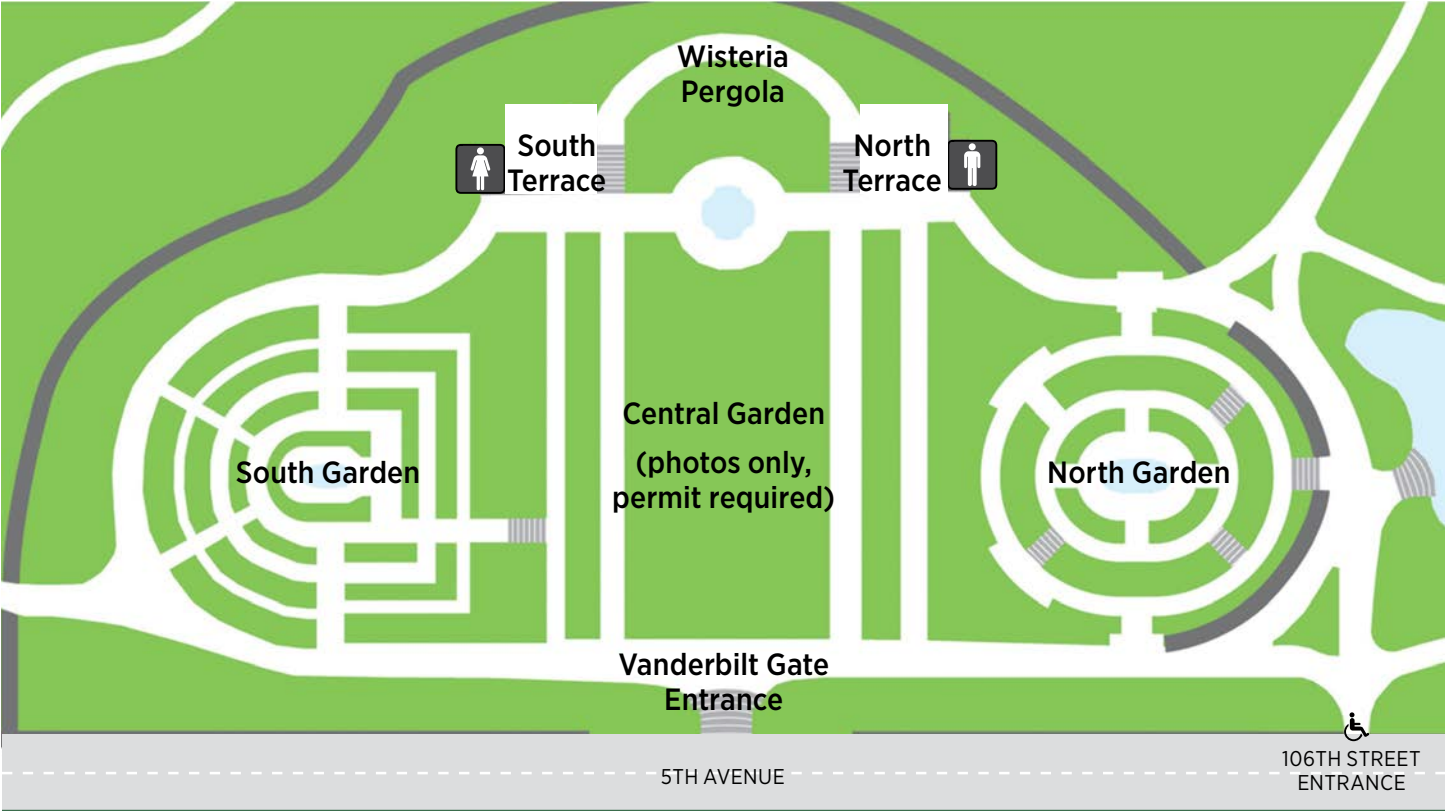 Wisteria
Pergola
South
Terrace
North
Terrace
Central Garden
(photos only,
permit required)
South Garden
North Garden
Vanderbilt Gate
Entrance
5TH AVENUE
106TH STREET
ENTRANCE